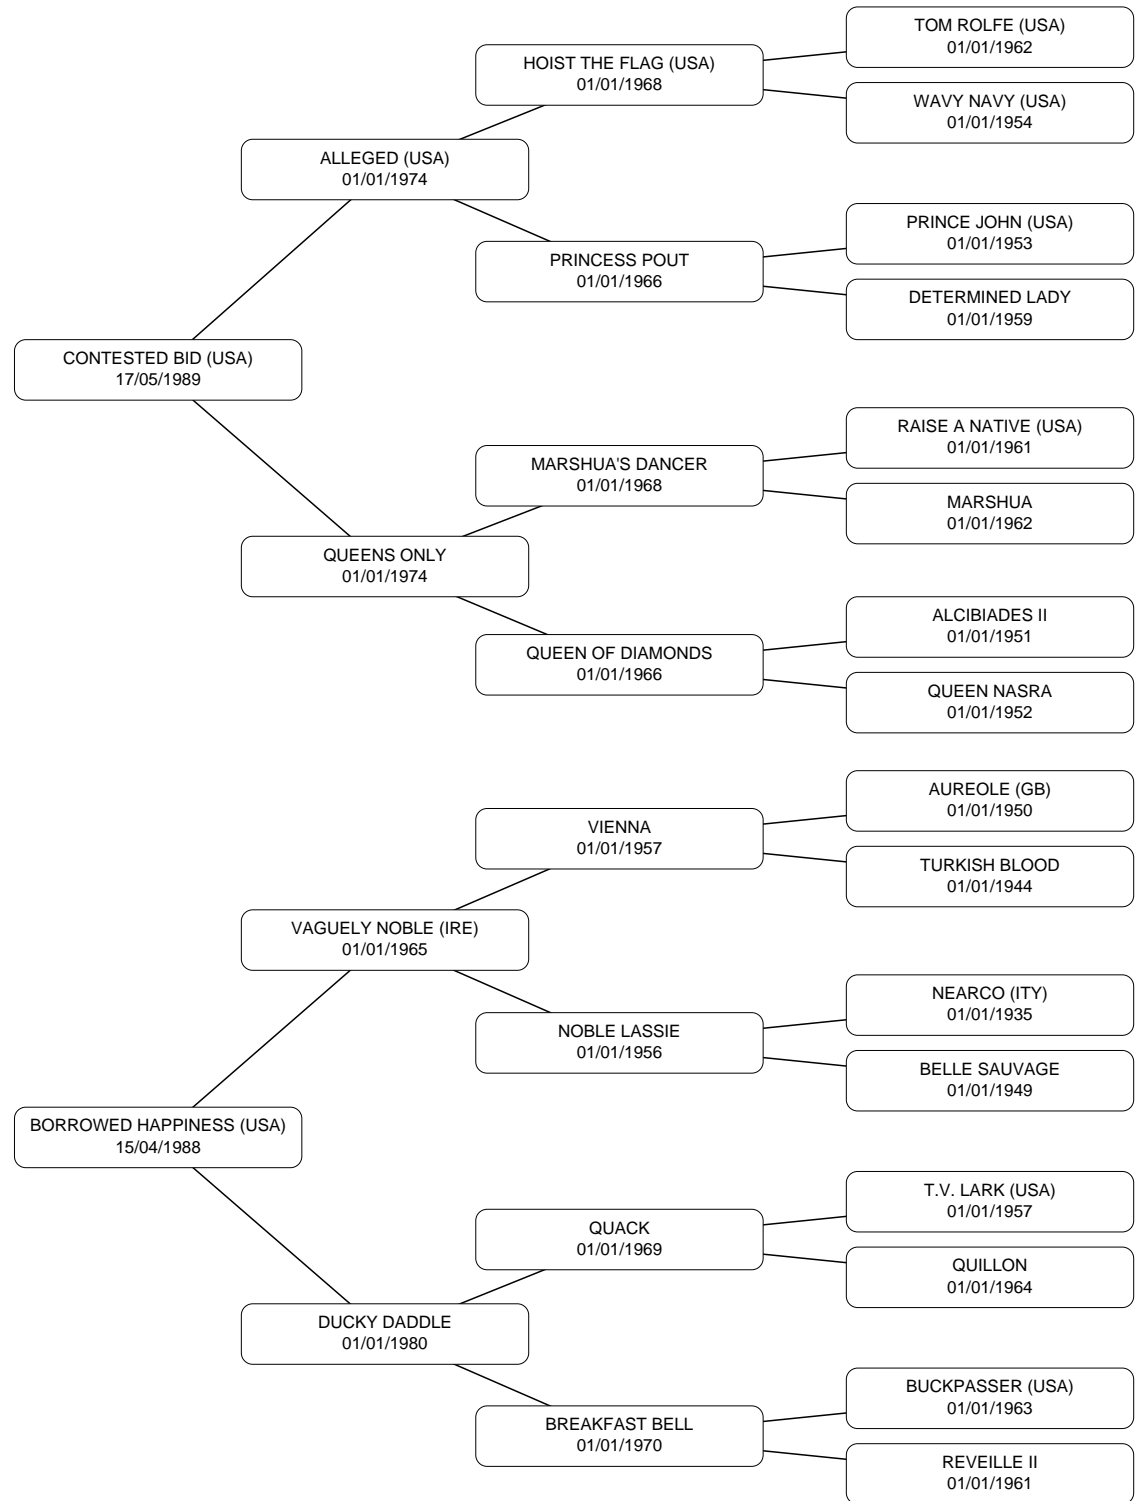 TOM ROLFE (USA)
01/01/1962
HOIST THE FLAG (USA)
01/01/1968
WAVY NAVY (USA)
01/01/1954
ALLEGED (USA)
01/01/1974
PRINCE JOHN (USA)
01/01/1953
PRINCESS POUT
01/01/1966
DETERMINED LADY
01/01/1959
CONTESTED BID (USA)
17/05/1989
RAISE A NATIVE (USA)
01/01/1961
MARSHUA'S DANCER
01/01/1968
MARSHUA
01/01/1962
QUEENS ONLY
01/01/1974
ALCIBIADES II
01/01/1951
QUEEN OF DIAMONDS
01/01/1966
QUEEN NASRA
01/01/1952
AUREOLE (GB)
01/01/1950
VIENNA
01/01/1957
TURKISH BLOOD
01/01/1944
VAGUELY NOBLE (IRE)
01/01/1965
NEARCO (ITY)
01/01/1935
NOBLE LASSIE
01/01/1956
BELLE SAUVAGE
01/01/1949
BORROWED HAPPINESS (USA)
15/04/1988
T.V. LARK (USA)
01/01/1957
QUACK
01/01/1969
QUILLON
01/01/1964
DUCKY DADDLE
01/01/1980
BUCKPASSER (USA)
01/01/1963
BREAKFAST BELL
01/01/1970
REVEILLE II
01/01/1961